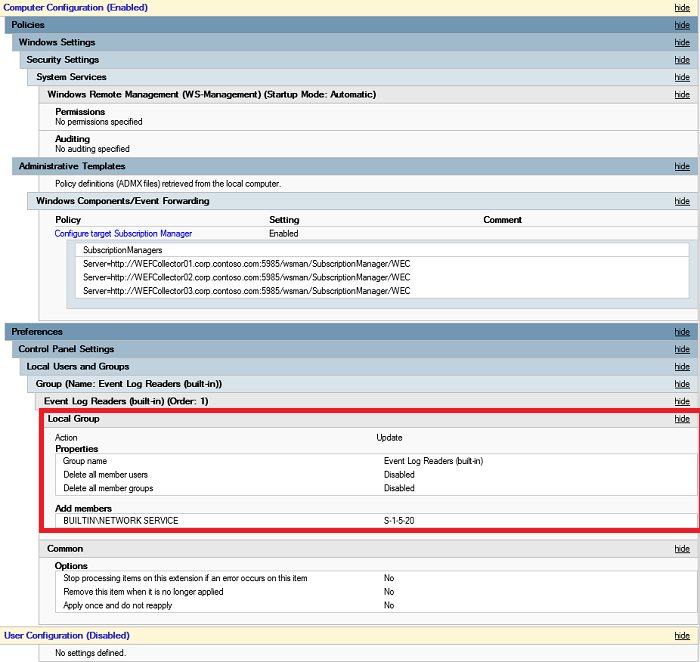 Computer Configuration (Enabled) hide
Policies hide
Windows Settings hide
Security Settings hide
System Services hide
Windows Remote Management (WS-Management) (Startup Mode: Automatic) hide
Permissions
No permissions specified
Auditing
No auditing specified
Administrative Templates hide
Policy definitions (ADMX files) retrieved from the local computer.
Windows Components/Event Forwarding hide
Policy Setting Comment
Configure target Subscription Manager Enabled
SubscriptionManagers
Server=http://WEFCollector01.corp.contoso.com:5985/wsman/SubscriptionManager/WEC
Server=http://WEFCollector02.corp.contoso.com:5985/wsman/SubscriptionManager/WEC
Server=http://WEFCollector03.corp.contoso.com:5985/wsman/SubscriptionManager/WEC
Preferences hide
Control Panel Settings hide
Local Users and Groups hide
Group (Name: Event Log Readers (built-in)) hide
Event Log Readers (built-in) (Order: 1) hide
Local Group hide
Action Update
Properties
Group name Event Log Readers (built-in)
Delete all member users Disabled
Delete all member groups Disabled
Add members
BUILTIN\NETWORK SERVICE S-1-5-20
Common hide
Options
Stop processing items on this extension if an error occurs on this item No
Remove this item when it is no longer applied No
Apply once and do not reapply No
User Configuration (Disabled) hide
No settings defined.